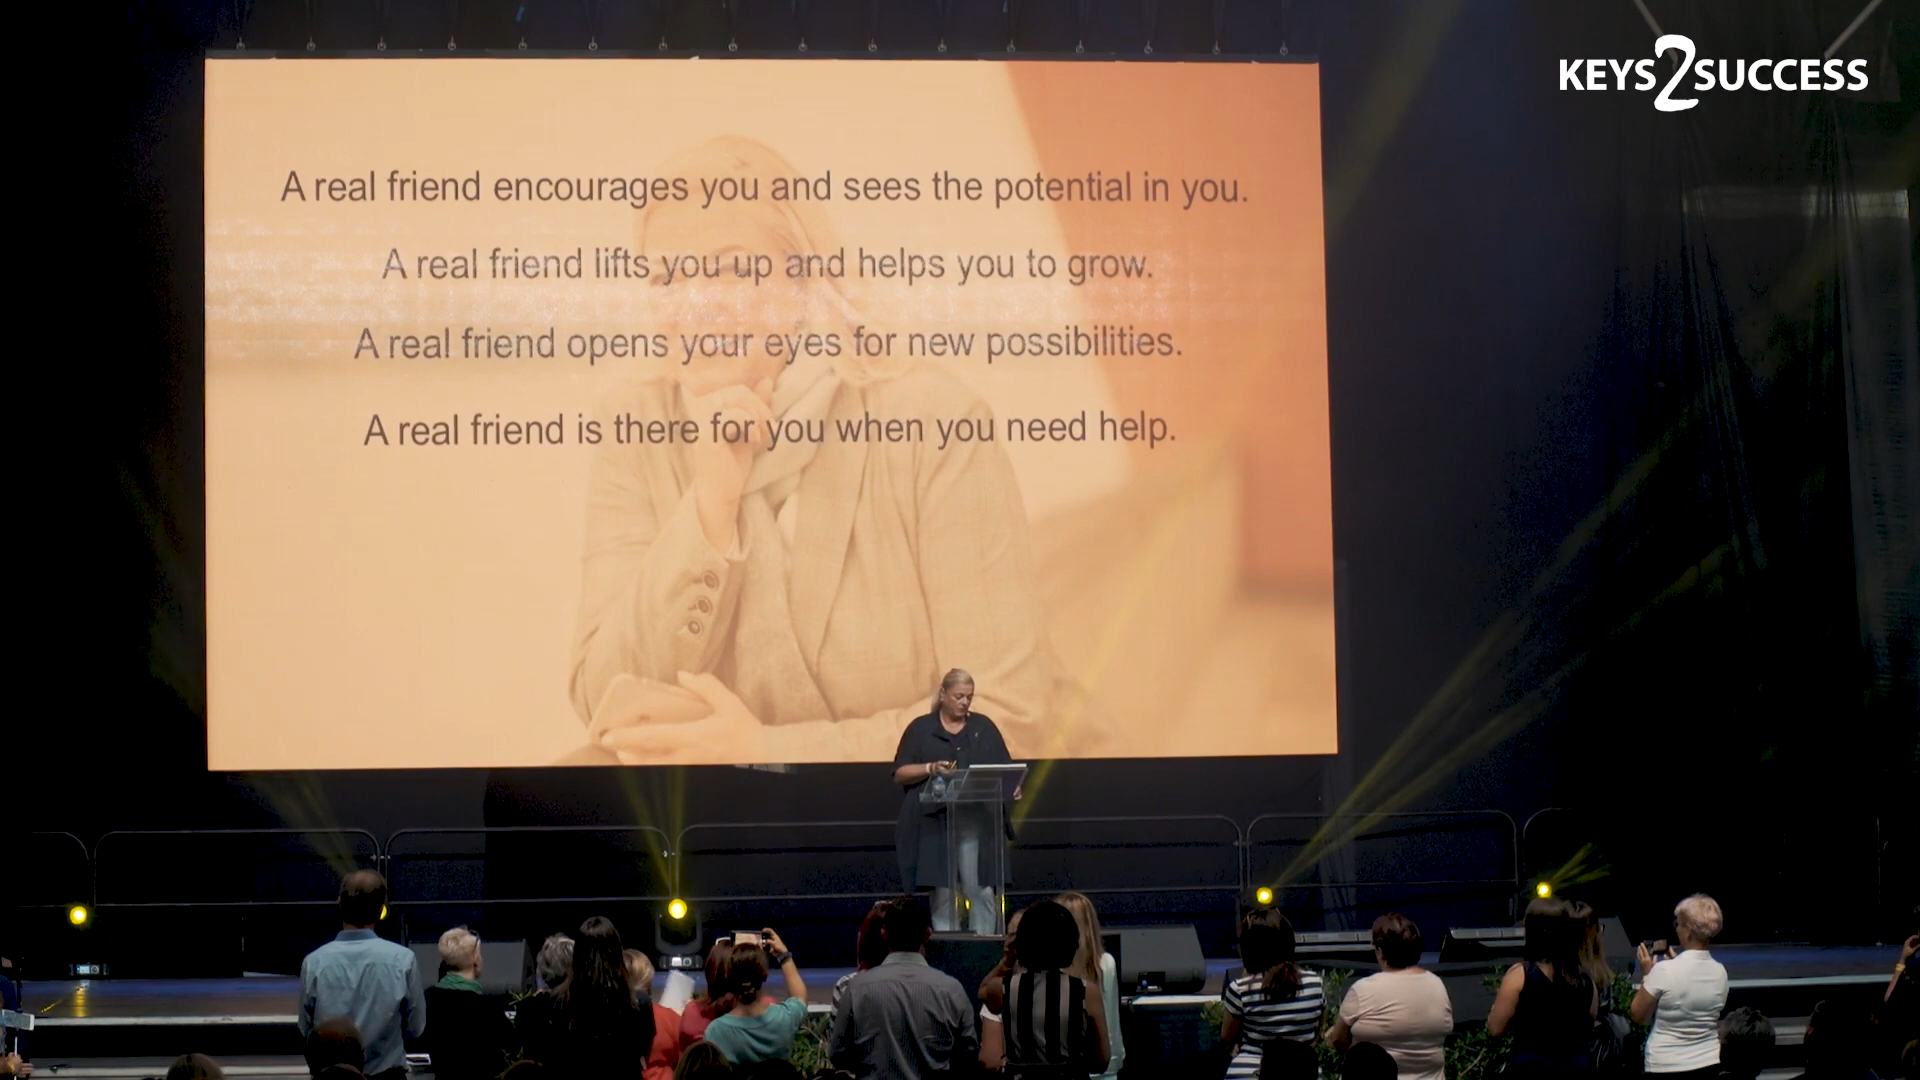 KEYS2SUCCESS
A real friend encourages you and sees the potential in you.
A real friend lifts you up and helps you to grow.
A real friend opens your eyes for new possibilities.
A real friend is there for you when you need help.